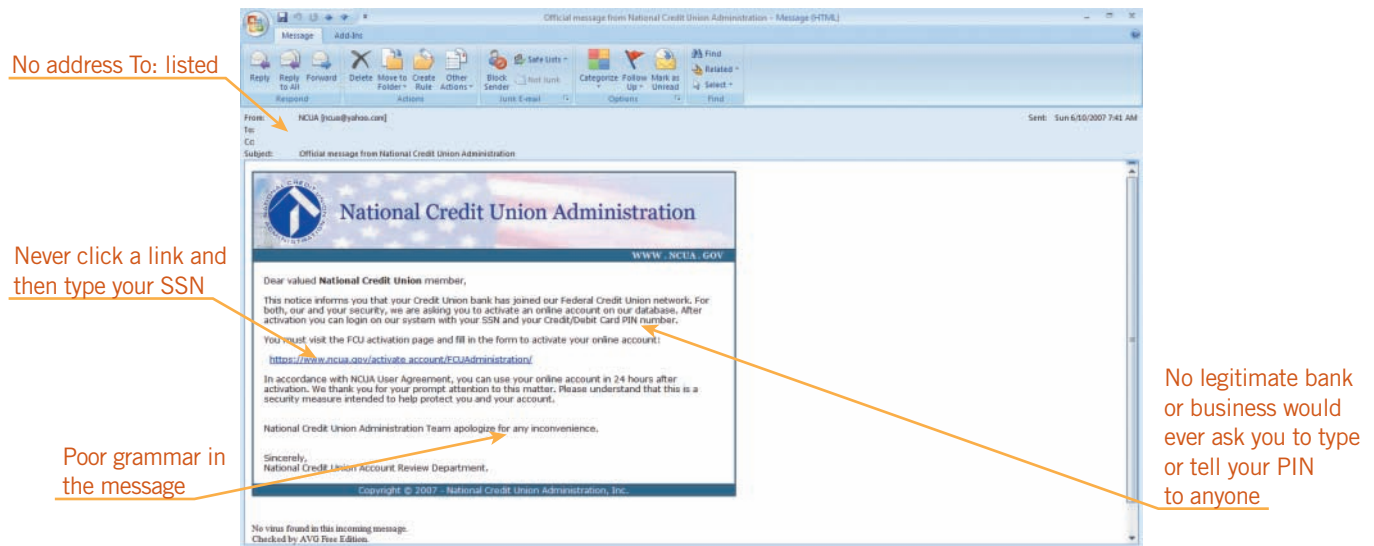 Official message from National Credit Union Administration - Message (HTML)
Message Add-Ins
Reply Reply to All Forward Delete Move to Folder Create Rule Other Actions Block Sender Safe Lists Not Junk Categorize Follow Up Mark as Unread Find Related Select
Respond Actions Junk E-mail Options Find
No address To: listed
From: NCUA [ncua@yahoo.com] Sent: Sun 6/10/2007 7:41 AM
To:
Cc:
Subject: Official message from National Credit Union Administration
NATIONAL CREDIT UNION ADMINISTRATION
National Credit Union Administration
WWW . NCUA . GOV
Never click a link and
then type your SSN
Dear valued National Credit Union member,
This notice informs you that your Credit Union bank has joined our Federal Credit Union network. For
both, our and your security, we are asking you to activate an online account on our database. After
activation you can login on our system with your SSN and your Credit/Debit Card PIN number.
You must visit the FCU activation page and fill in the form to activate your online account:
https://www.ncua.gov/activate account/FCUAdministration/
In accordance with NCUA User Agreement, you can use your online account in 24 hours after
activation. We thank you for your prompt attention to this matter. Please understand that this is a
security measure intended to help protect you and your account.
National Credit Union Administration Team apologize for any inconvenience.
No legitimate bank
or business would
ever ask you to type
or tell your PIN
to anyone
Poor grammar in
the message
Sincerely,
National Credit Union Account Review Department.
Copyright © 2007 - National Credit Union Administration, Inc.
No virus found in this incoming message.
Checked by AVG Free Edition.